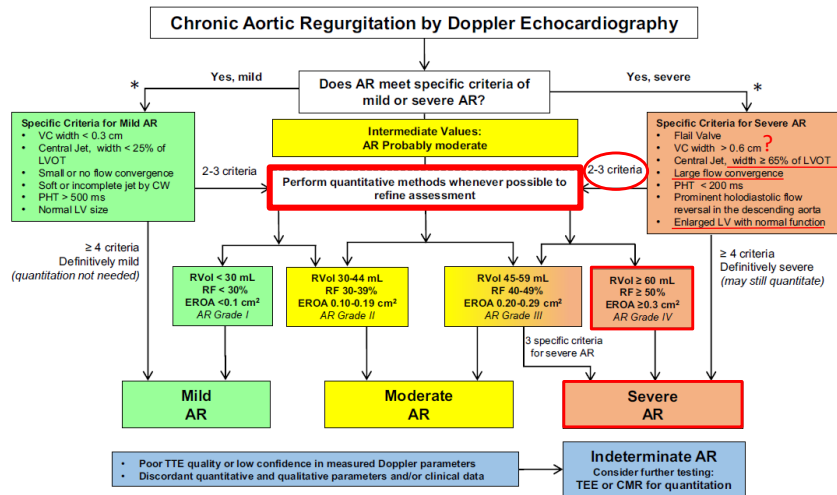 Chronic Aortic Regurgitation by Doppler Echocardiography
Yes, mild
Yes, severe
*
*
Does AR meet specific criteria of
mild or severe AR?
Specific Criteria for Mild AR
• VC width < 0.3 cm
• Central Jet, width < 25% of
LVOT
• Small or no flow convergence
• Soft or incomplete jet by CW
• PHT > 500 ms
• Normal LV size
Intermediate Values:
AR Probably moderate
Specific Criteria for Severe AR
• Flail Valve
• VC width > 0.6 cm ?
• Central Jet, width ≥ 65% of LVOT
• Large flow convergence
• PHT < 200 ms
• Prominent holodiastolic flow
reversal in the descending aorta
• Enlarged LV with normal function
2-3 criteria
Perform quantitative methods whenever possible to
refine assessment
2-3 criteria
≥ 4 criteria
Definitively mild
(quantitation not needed)
≥ 4 criteria
Definitively severe
(may still quantitate)
RVol < 30 mL
RF < 30%
EROA <0.1 cm²
AR Grade I
RVol 30-44 mL
RF 30-39%
EROA 0.10-0.19 cm²
AR Grade II
RVol 45-59 mL
RF 40-49%
EROA 0.20-0.29 cm²
AR Grade III
RVol ≥ 60 mL
RF ≥ 50%
EROA ≥0.3 cm²
AR Grade IV
3 specific criteria
for severe AR
Mild
AR
Moderate
AR
Severe
AR
• Poor TTE quality or low confidence in measured Doppler parameters
• Discordant quantitative and qualitative parameters and/or clinical data
Indeterminate AR
Consider further testing:
TEE or CMR for quantitation